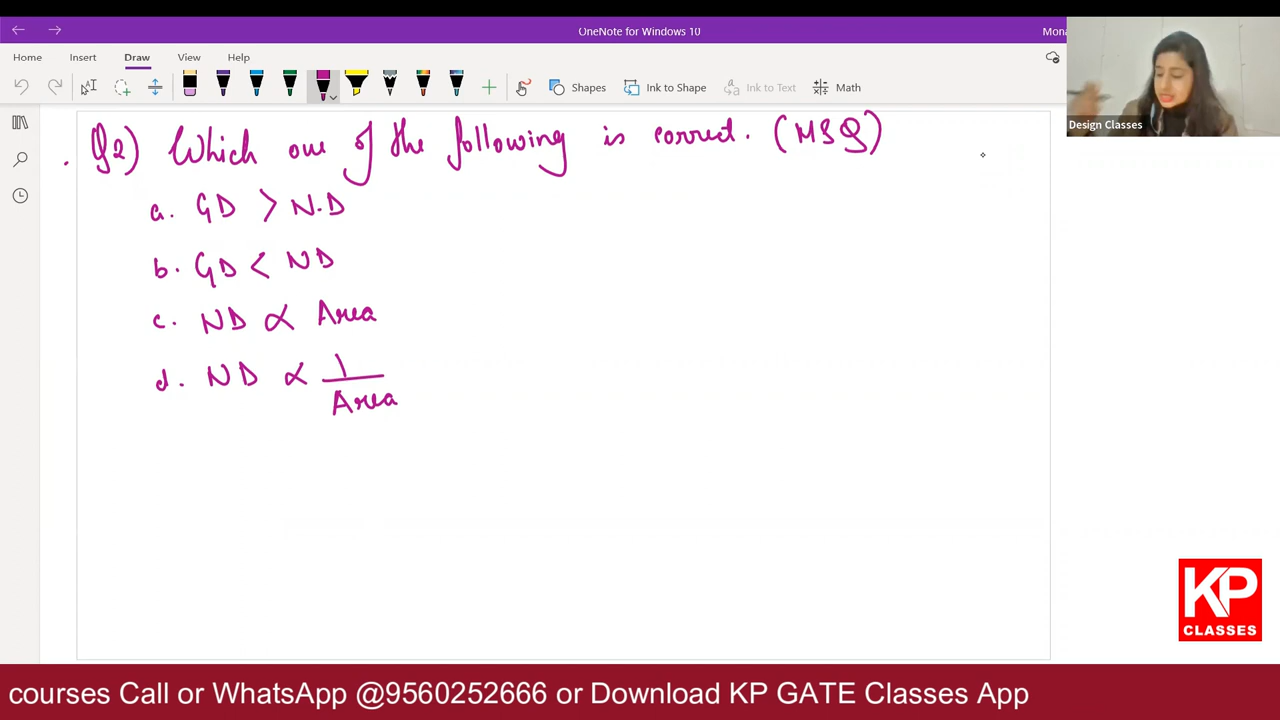 OneNote for Windows 10
Mona
Home Insert Draw View Help
Shapes Ink to Shape Ink to Text Math
Design Classes
. Q2) Which one of the following is correct. (MSQ)
a. GD > N.D
b. GD < ND
c. ND ∝ Area
d. ND ∝ 1
Area
KP
CLASSES
courses Call or WhatsApp @9560252666 or Download KP GATE Classes App